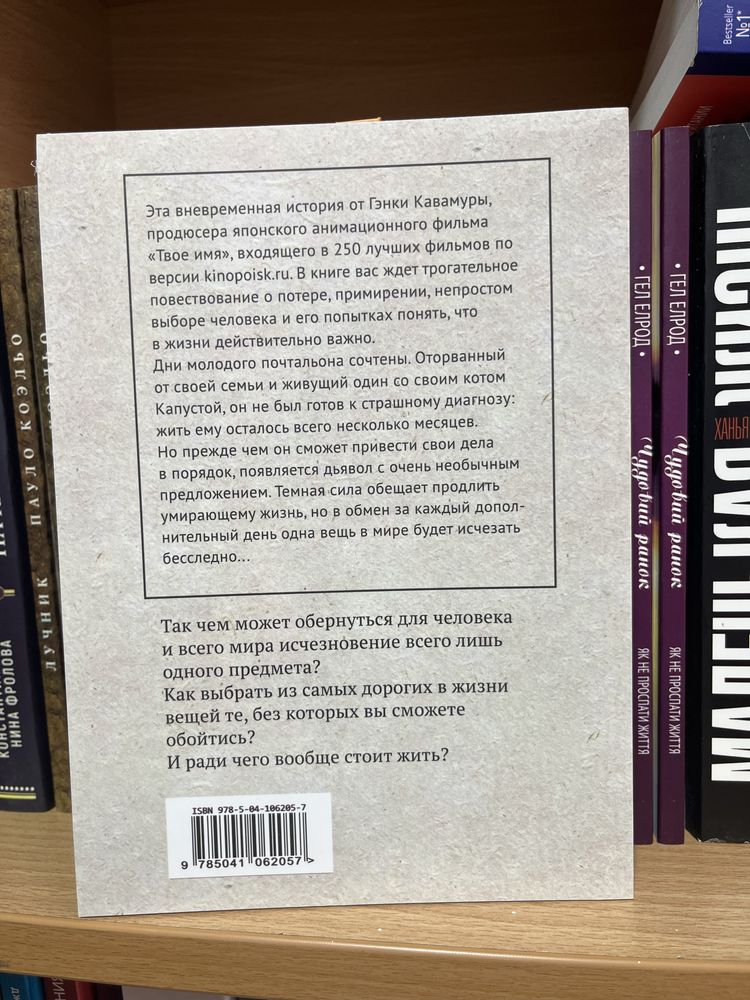 Эта вневременная история от Гэнки Кавамуры,
продюсера японского анимационного фильма
«Твое имя», входящего в 250 лучших фильмов по
версии kinopoisk.ru. В книге вас ждет трогательное
повествование о потере, примирении, непростом
выборе человека и его попытках понять, что
в жизни действительно важно.
Дни молодого почтальона сочтены. Оторванный
от своей семьи и живущий один со своим котом
Капустой, он не был готов к страшному диагнозу:
жить ему осталось всего несколько месяцев.
Но прежде чем он сможет привести свои дела
в порядок, появляется дьявол с очень необычным
предложением. Темная сила обещает продлить
умирающему жизнь, но в обмен за каждый допол-
нительный день одна вещь в мире будет исчезать
бесследно...
Так чем может обернуться для человека
и всего мира исчезновение всего лишь
одного предмета?
Как выбрать из самых дорогих в жизни
вещей те, без которых вы сможете
обойтись?
И ради чего вообще стоит жить?
ISBN 978-5-04-106205-7
9 785041 062057 >
НИНА ФРОЛОВА
ЛУЧНИК ПАУЛО КОЭЛЬО
• ГЕЛ ЕЛРОД •
Чудовий ранок
ЯК НЕ ПРОСПАТИ ЖИТТЯ
• ГЕЛ ЕЛРОД •
Чудовий ранок
ЯК НЕ ПРОСПАТИ ЖИТТЯ
ХАНЬЯ
Bestseller
№1*